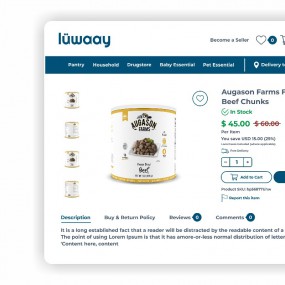 lüwaay
Become a Seller
0
Pantry Household Drugstore Baby Essential Pet Essential Delivery to
Augason Farms F
Beef Chunks
In Stock
$ 45.00 $ 60.00
Per Item
You save USD 15.00 (25%)
Free Delivery
- 1 +
Add to Cart
Product SKU:
Report this item
AUGASON
FARMS
Freeze Dried
Beef
Description Buy & Return Policy Reviews 0 Comments 0
It is a long established fact that a reader will be distracted by the readable content of a
The point of using Lorem Ipsum is that it has amore-or-less normal distribution of letter
'Content here, content